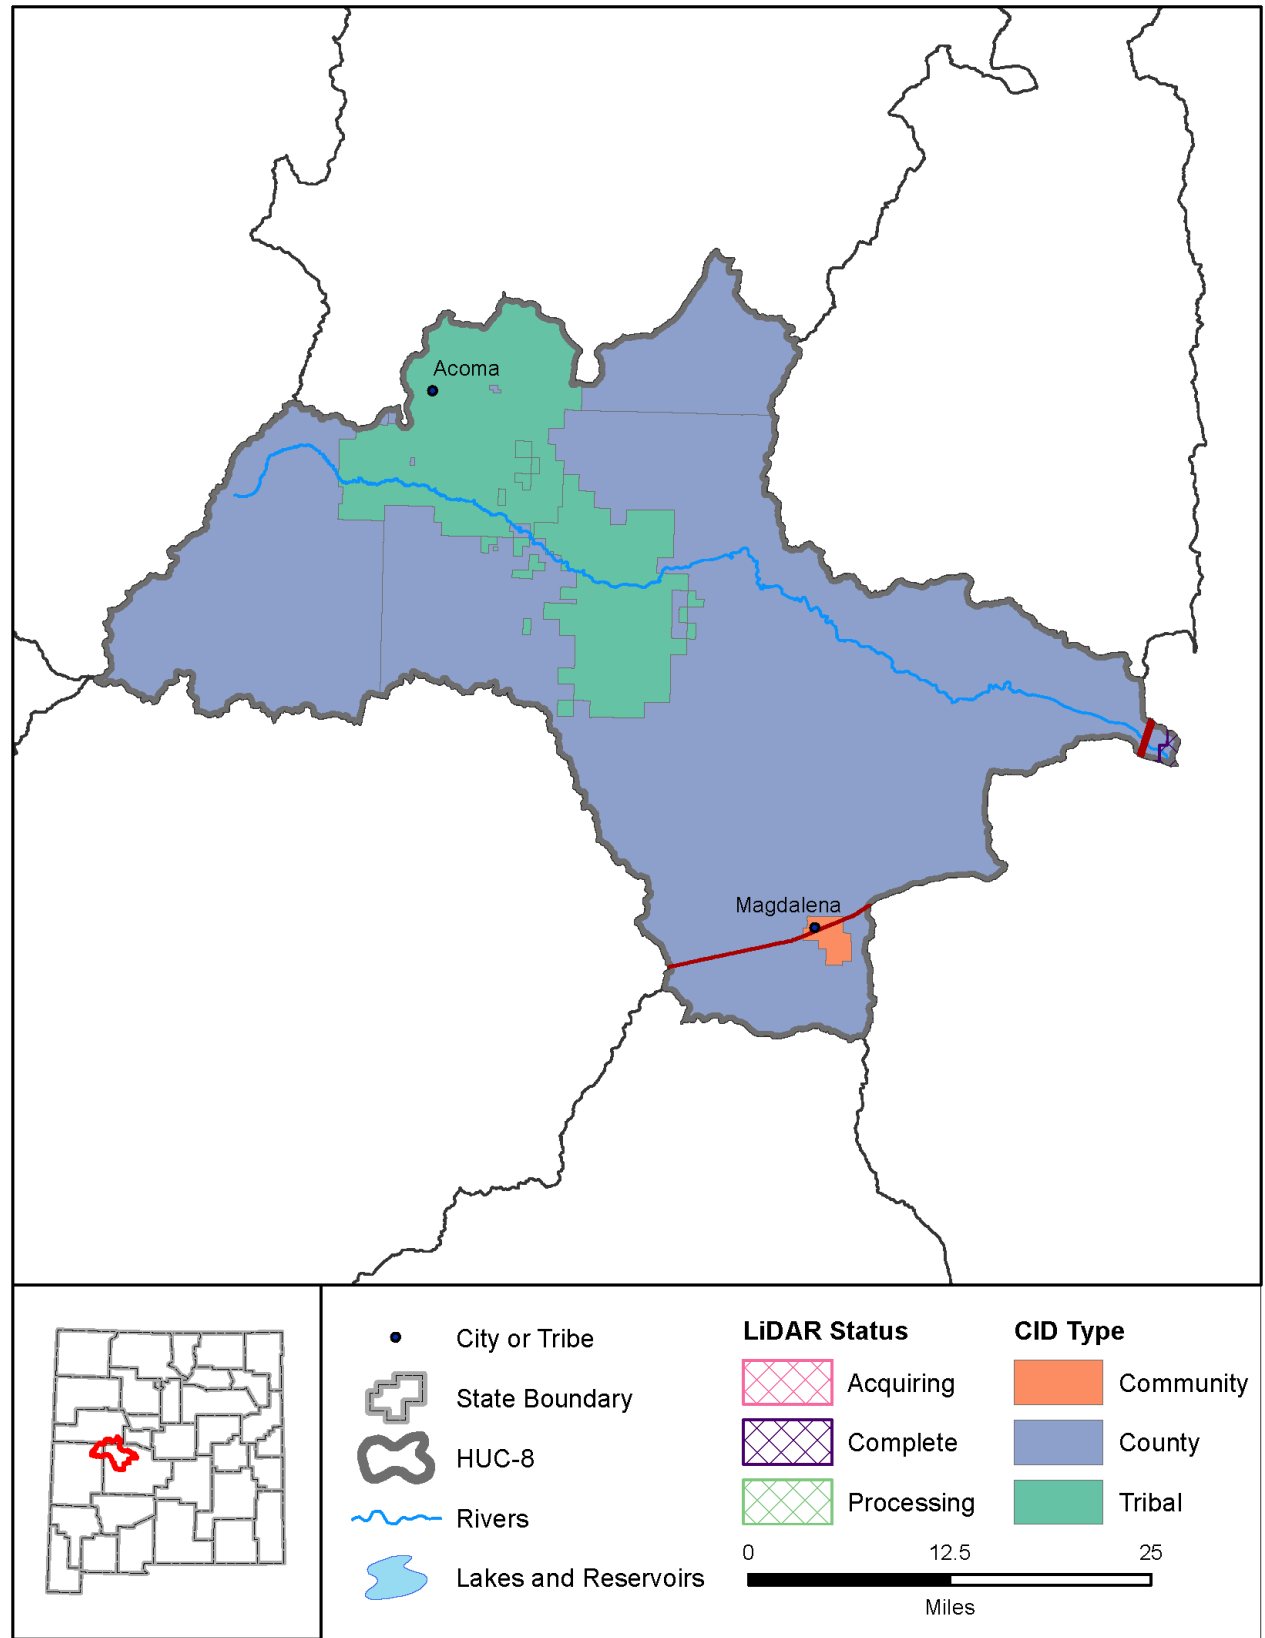 Acoma
Magdalena
City or Tribe
State Boundary
HUC-8
Rivers
Lakes and Reservoirs
LiDAR Status
Acquiring
Complete
Processing
CID Type
Community
County
Tribal
0 12.5 25
Miles